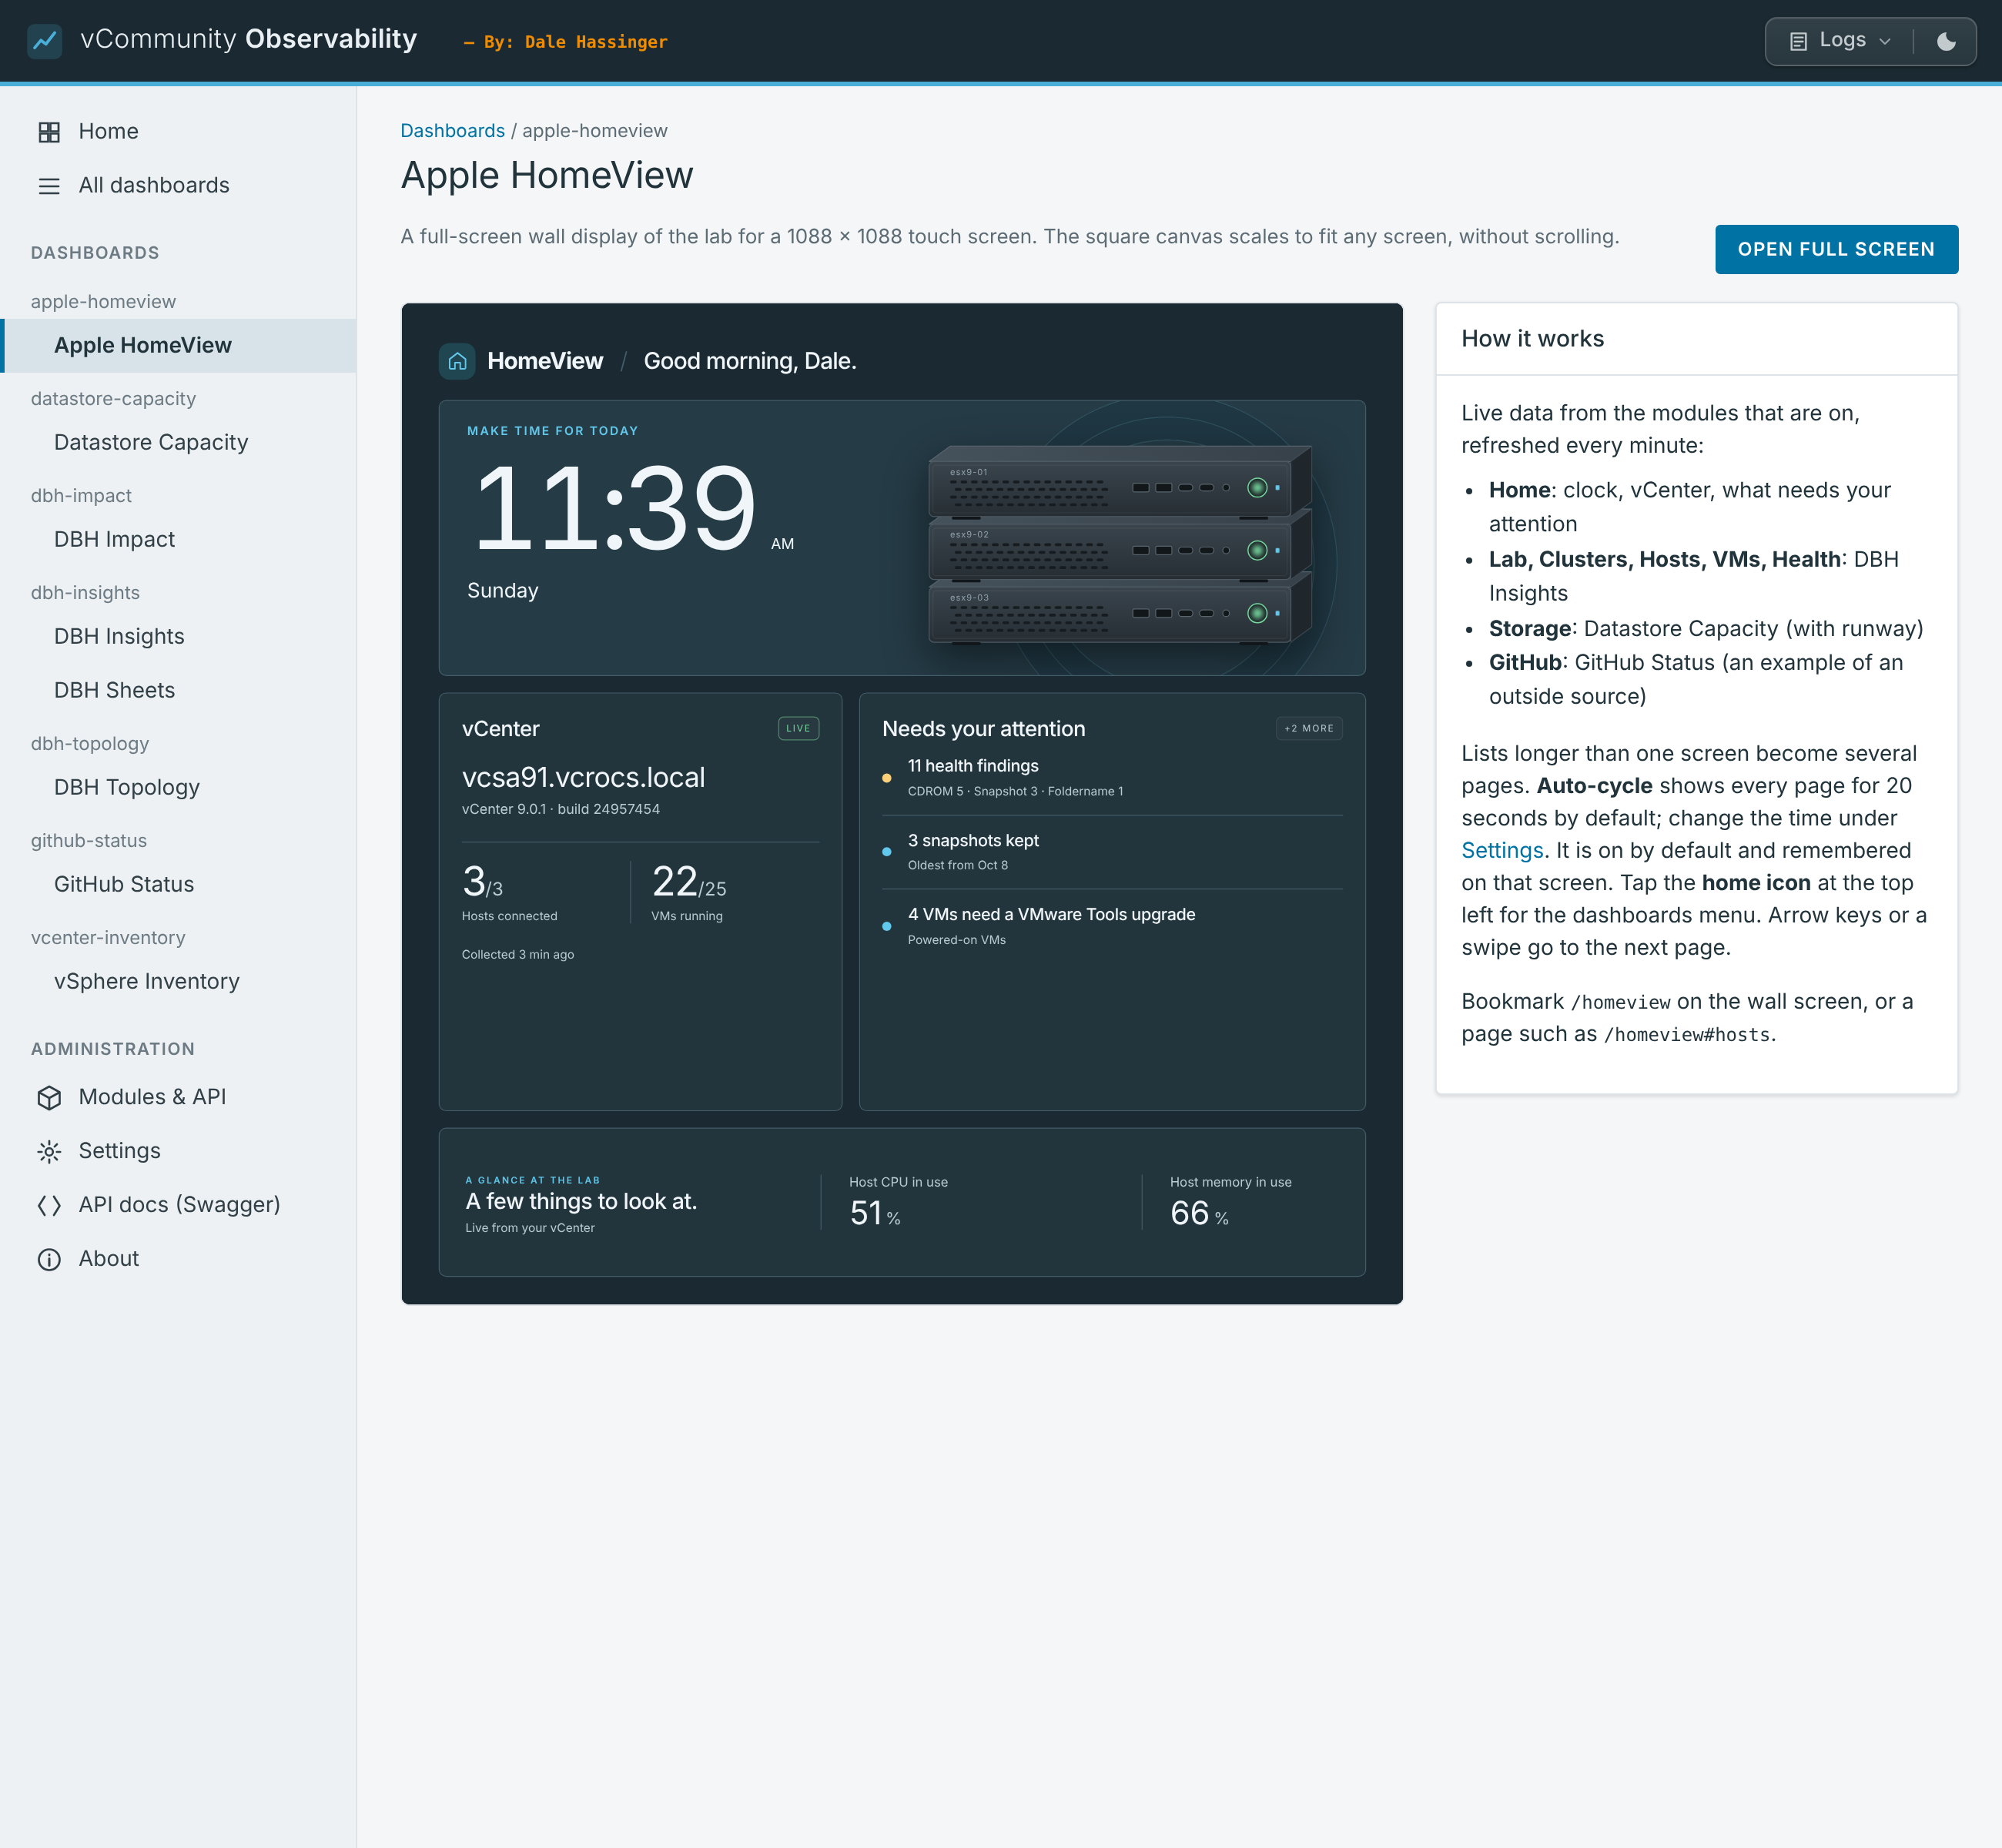 vCommunity Observability
— By: Dale Hassinger
Logs
Home
All dashboards
DASHBOARDS
apple-homeview
Apple HomeView
datastore-capacity
Datastore Capacity
dbh-impact
DBH Impact
dbh-insights
DBH Insights
DBH Sheets
dbh-topology
DBH Topology
github-status
GitHub Status
vcenter-inventory
vSphere Inventory
ADMINISTRATION
Modules & API
Settings
API docs (Swagger)
About
Dashboards / apple-homeview
Apple HomeView
A full-screen wall display of the lab for a 1088 × 1088 touch screen. The square canvas scales to fit any screen, without scrolling.
OPEN FULL SCREEN
HomeView / Good morning, Dale.
MAKE TIME FOR TODAY
11:39 AM
Sunday
esx9-01
esx9-02
esx9-03
vCenter
LIVE
vcsa91.vcrocs.local
vCenter 9.0.1 · build 24957454
3/3
Hosts connected
22/25
VMs running
Collected 3 min ago
Needs your attention
+2 MORE
11 health findings
CDROM 5 · Snapshot 3 · Foldername 1
3 snapshots kept
Oldest from Oct 8
4 VMs need a VMware Tools upgrade
Powered-on VMs
A GLANCE AT THE LAB
A few things to look at.
Live from your vCenter
Host CPU in use
51 %
Host memory in use
66 %
How it works
Live data from the modules that are on,
refreshed every minute:
• Home: clock, vCenter, what needs your
attention
• Lab, Clusters, Hosts, VMs, Health: DBH
Insights
• Storage: Datastore Capacity (with runway)
• GitHub: GitHub Status (an example of an
outside source)
Lists longer than one screen become several
pages. Auto-cycle shows every page for 20
seconds by default; change the time under
Settings. It is on by default and remembered
on that screen. Tap the home icon at the top
left for the dashboards menu. Arrow keys or a
swipe go to the next page.
Bookmark /homeview on the wall screen, or a
page such as /homeview#hosts.